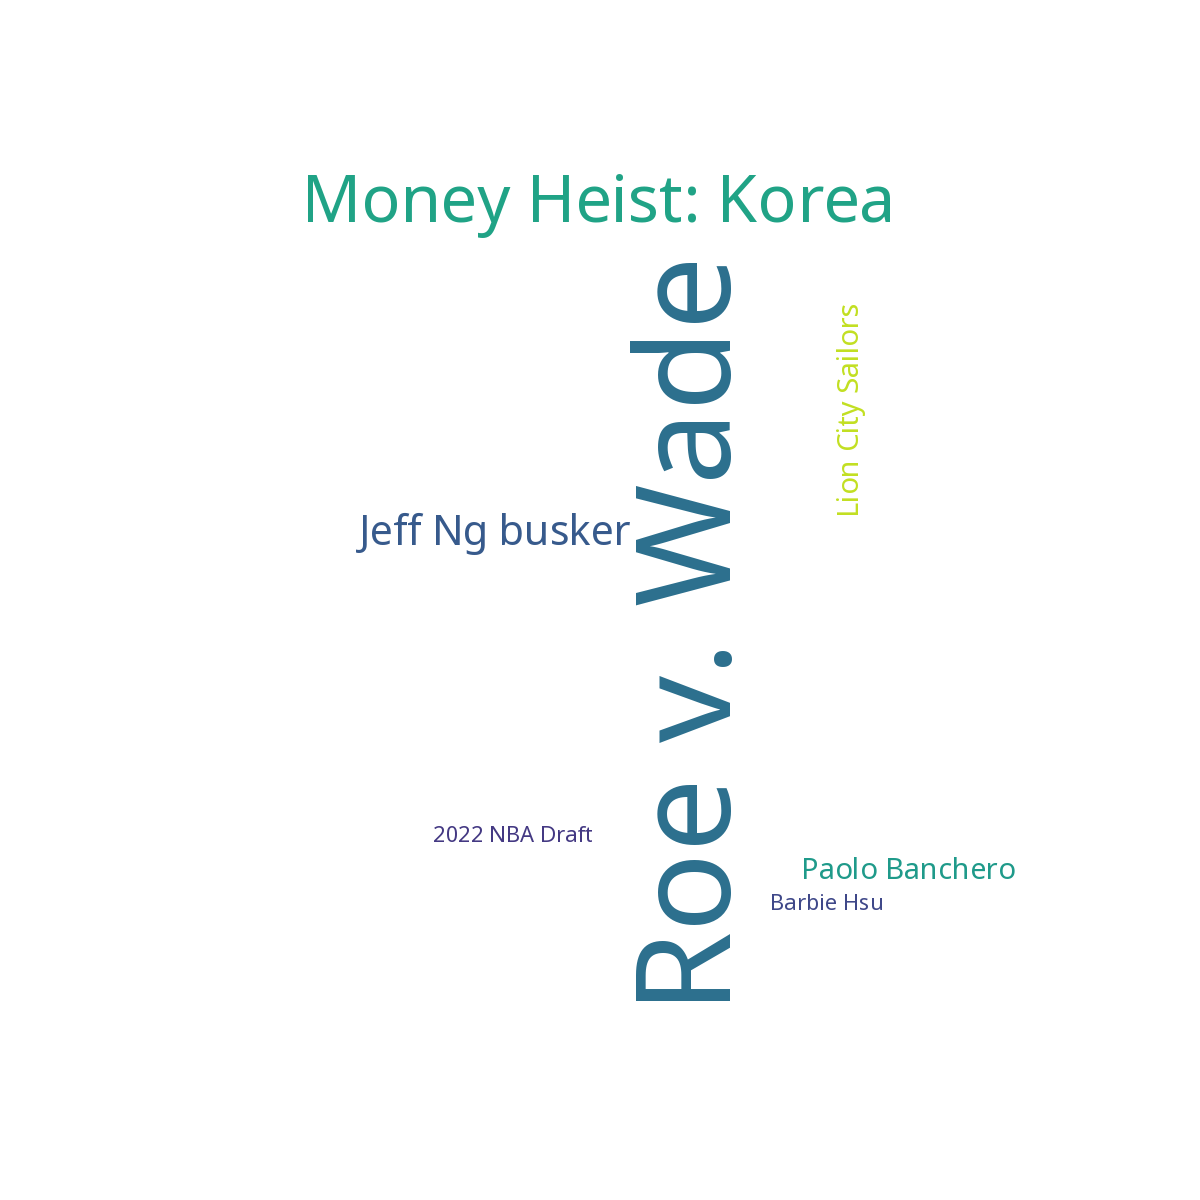 Money Heist: Korea
Roe v. Wade
Lion City Sailors
Jeff Ng busker
2022 NBA Draft
Paolo Banchero
Barbie Hsu